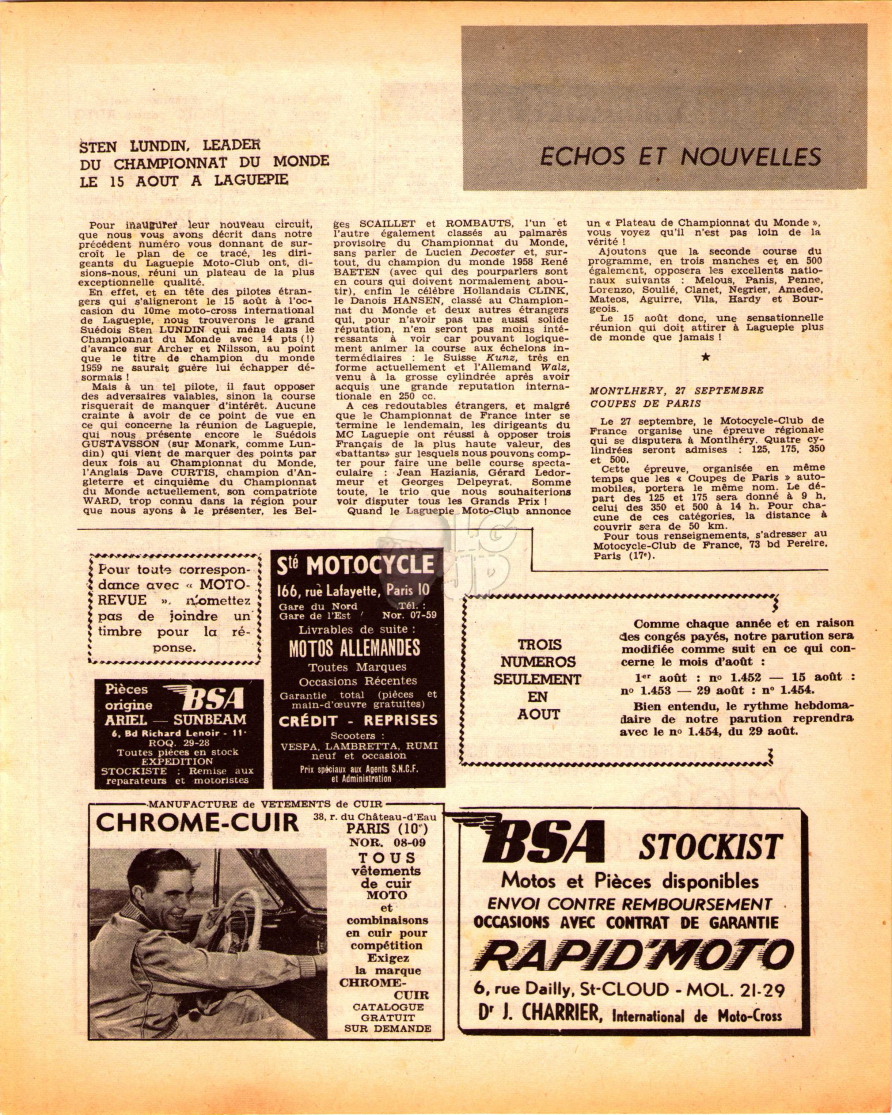 ECHOS ET NOUVELLES
STEN LUNDIN, LEADER
DU CHAMPIONNAT DU MONDE
LE 15 AOUT A LAGUEPIE
Pour inaugurer leur nouveau circuit,
que nous vous avons décrit dans notre
précédent numéro vous donnant de sur-
croît le plan de ce tracé, les diri-
geants du Laguepie Moto-Club ont, di-
sions-nous, réuni un plateau de la plus
exceptionnelle qualité.
En effet, et en tête des pilotes étran-
gers qui s'aligneront le 15 août à l'oc-
casion du 10me moto-cross international
de Laguepie, nous trouverons le grand
Suédois Sten LUNDIN qui mène dans le
Championnat du Monde avec 14 pts (!)
d'avance sur Archer et Nilsson, au point
que le titre de champion du monde
1959 ne saurait guère lui échapper dé-
sormais !
Mais à un tel pilote, il faut opposer
des adversaires valables, sinon la course
risquerait de manquer d'intérêt. Aucune
crainte à avoir de ce point de vue en
ce qui concerne la réunion de Laguepie,
qui nous présente encore le Suédois
GUSTAVSSON (sur Monark, comme Lun-
din) qui vient de marquer des points par
deux fois au Championnat du Monde,
l'Anglais Dave CURTIS, champion d'An-
gleterre et cinquième du Championnat
du Monde actuellement, son compatriote
WARD, trop connu dans la région pour
que nous ayons à le présenter, les Bel-
ges SCAILLET et ROMBAUTS, l'un et
l'autre également classés au palmarès
provisoire du Championnat du Monde,
sans parler de Lucien Decoster et, sur-
tout, du champion du monde 1958 René
BAETEN (avec qui des pourparlers sont
en cours qui doivent normalement abou-
tir), enfin le célèbre Hollandais CLINE,
le Danois HANSEN, classé au Champion-
nat du Monde et deux autres étrangers
qui, pour n'avoir pas une aussi solide
réputation, n'en seront pas moins inté-
ressants à voir car pouvant logique-
ment animer la course aux échelons in-
termédiaires : le Suisse Kunz, très en
forme actuellement et l'Allemand Walz,
venu à la grosse cylindrée après avoir
acquis une grande reputation interna-
tionale en 250 cc.
A ces redoutables étrangers, et malgré
que le Championnat de France Inter se
termine le lendemain, les dirigeants du
MC Laguepie ont réussi à opposer trois
Français de la plus haute valeur, des
«battants» sur lesquels nous pouvons comp-
ter pour faire une belle course specta-
culaire : Jean Haziania, Gérard Ledor-
meur et Georges Delpeyrat. Somme
toute, le trio que nous souhaiterions
voir disputer tous les Grands Prix !
Quand le Laguepie Moto-Club annonce
un « Plateau de Championnat du Monde »,
vous voyez qu'il n'est pas loin de la
vérité !
Ajoutons que la seconde course du
programme, en trois manches et en 500
également, opposera les excellents natio-
naux suivants : Melous, Panis, Penne,
Lorenzo, Soulié, Clanet, Negrier, Amedeo,
Mateos, Aguirre, Vila, Hardy et Bour-
geois.
Le 15 août donc, une sensationnelle
réunion qui doit attirer à Laguepie plus
de monde que jamais !
★
MONTLHERY, 27 SEPTEMBRE
COUPES DE PARIS
Le 27 septembre, le Motocycle-Club de
France organise une épreuve régionale
qui se disputera à Montlhéry. Quatre cy-
lindrées seront admises : 125, 175, 350
et 500.
Cette épreuve, organisée en même
temps que les « Coupes de Paris » auto-
mobiles, portera le même nom. Le dé-
part des 125 et 175 sera donné à 9 h,
celui des 350 et 500 à 14 h. Pour cha-
cune de ces catégories, la distance à
couvrir sera de 50 km.
Pour tous renseignements, s'adresser au
Motocycle-Club de France, 73 bd Pereire,
Paris (17e).
Pour toute correspon-
dance avec « MOTO-
REVUE », n'omettez
pas de joindre un
timbre pour la ré-
ponse.
Pièces
origine BSA
ARIEL — SUNBEAM
6, Bd Richard Lenoir - 11e
ROQ. 29-28
Toutes pièces en stock
EXPEDITION
STOCKISTE : Remise aux
reparateurs et motoristes
Sté MOTOCYCLE
166, rue Lafayette, Paris 10
Gare du Nord Tél. :
Gare de l'Est Nor. 07-59
Livrables de suite :
MOTOS ALLEMANDES
Toutes Marques
Occasions Récentes
Garantie total (pièces et
main-d'œuvre gratuites)
CRÉDIT - REPRISES
Scooters :
VESPA, LAMBRETTA, RUMI
neuf et occasion
Prix spéciaux aux Agents S.N.C.F.
et Administration
TROIS
NUMEROS
SEULEMENT
EN
AOUT
Comme chaque année et en raison
des congés payés, notre parution sera
modifiée comme suit en ce qui con-
cerne le mois d'août :
1er août : no 1.452 — 15 août :
no 1.453 — 29 août : no 1.454.
Bien entendu, le rythme hebdoma-
daire de notre parution reprendra
avec le no 1.454, du 29 août.
MANUFACTURE de VETEMENTS de CUIR
CHROME-CUIR 38, r. du Château-d'Eau
PARIS (10e)
NOR. 08-09
TOUS
vêtements
de cuir
MOTO
et
combinaisons
en cuir pour
compétition
Exigez
la marque
CHROME-
CUIR
CATALOGUE
GRATUIT
SUR DEMANDE
BSA STOCKIST
Motos et Pièces disponibles
ENVOI CONTRE REMBOURSEMENT
OCCASIONS AVEC CONTRAT DE GARANTIE
RAPID'MOTO
6, rue Dailly, St-CLOUD - MOL. 21-29
Dr J. CHARRIER, International de Moto-Cross